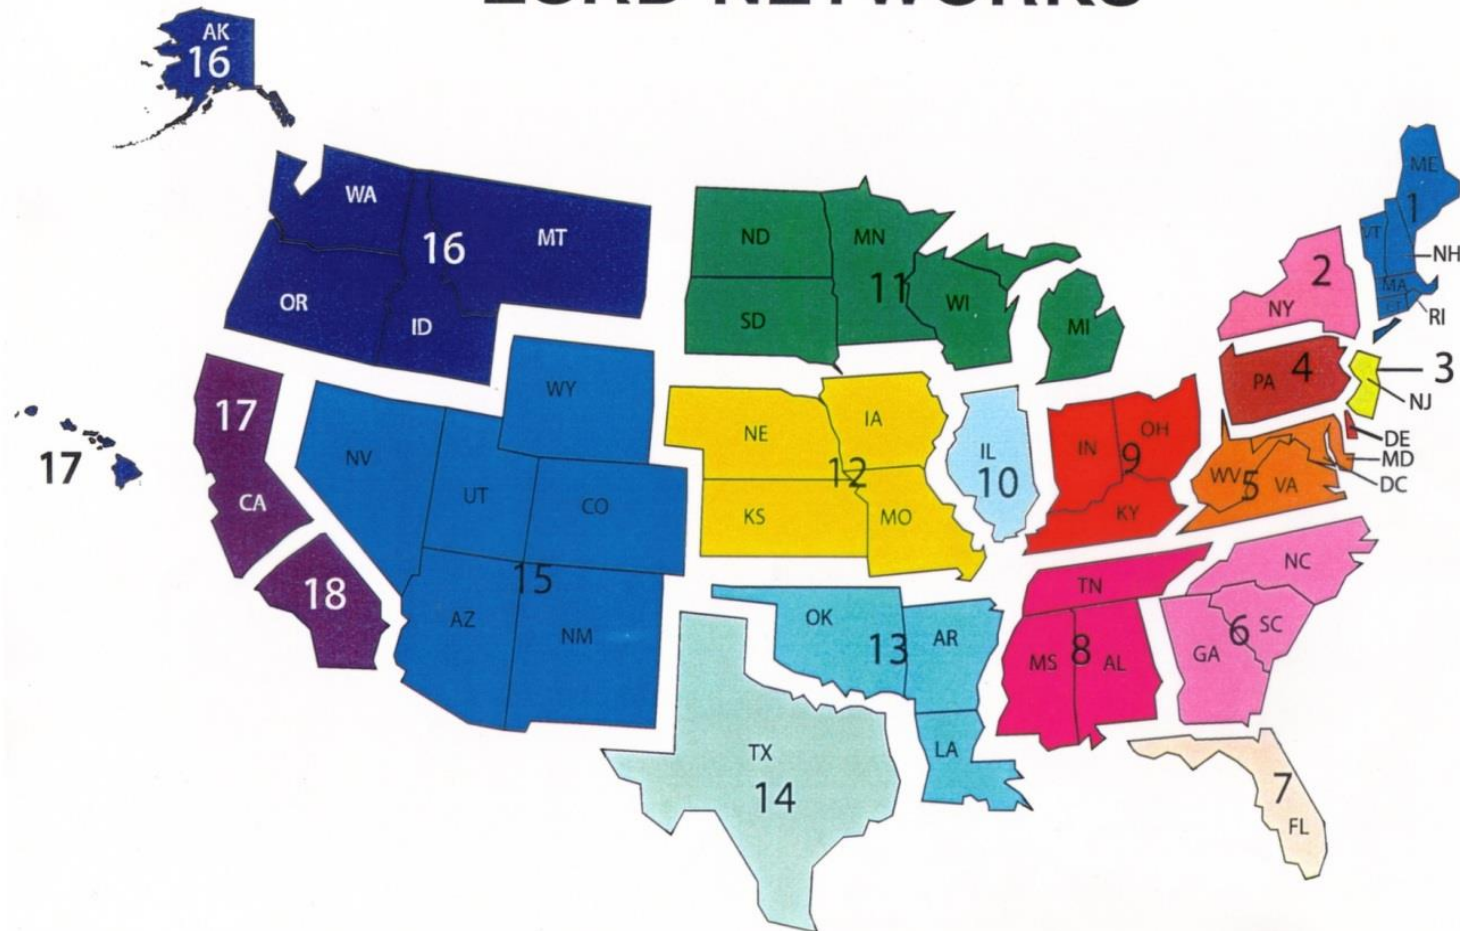 ESRD NETWORKS
AK
16
WA
MT
16
OR
ID
ND
MN
11
WI
SD
MI
ME
1
VT
NH
MA
CT
RI
2
NY
4
PA
3
NJ
17
CA
17
WY
NV
UT
CO
15
AZ
NM
18
NE
IA
12
KS
MO
IL
10
IN
OH
9
KY
DE
MD
DC
WV
5
VA
NC
TN
6
SC
GA
MS
8
AL
OK
13
AR
LA
TX
14
7
FL